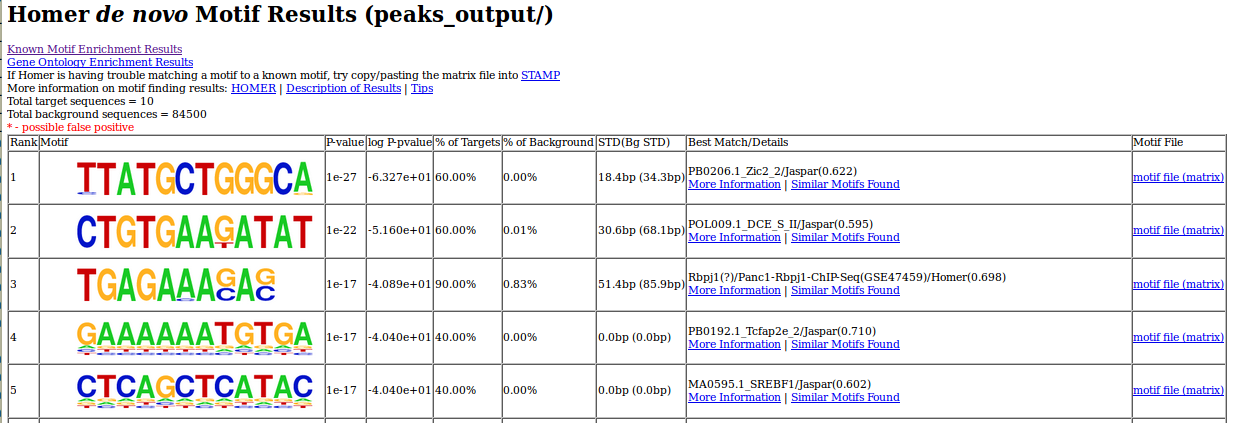 Homer de novo Motif Results (peaks_output/)
Known Motif Enrichment Results
Gene Ontology Enrichment Results
If Homer is having trouble matching a motif to a known motif, try copy/pasting the matrix file into STAMP
More information on motif finding results: HOMER | Description of Results | Tips
Total target sequences = 10
Total background sequences = 84500
* - possible false positive
Rank Motif P-value log P-pvalue % of Targets % of Background STD(Bg STD) Best Match/Details Motif File
1 TTATGCTGGGCA 1e-27 -6.327e+01 60.00% 0.00% 18.4bp (34.3bp) PB0206.1_Zic2_2/Jaspar(0.622)
More Information | Similar Motifs Found motif file (matrix)
2 CTGTGAAGATAT 1e-22 -5.160e+01 60.00% 0.01% 30.6bp (68.1bp) POL009.1_DCE_S_II/Jaspar(0.595)
More Information | Similar Motifs Found motif file (matrix)
3 TGAGAAAGAG 1e-17 -4.089e+01 90.00% 0.83% 51.4bp (85.9bp) Rbpj1(?)/Panc1-Rbpj1-ChIP-Seq(GSE47459)/Homer(0.698)
More Information | Similar Motifs Found motif file (matrix)
4 GAAAAAATGTGA 1e-17 -4.040e+01 40.00% 0.00% 0.0bp (0.0bp) PB0192.1_Tcfap2e_2/Jaspar(0.710)
More Information | Similar Motifs Found motif file (matrix)
5 CTCAGCTCATAC 1e-17 -4.040e+01 40.00% 0.00% 0.0bp (0.0bp) MA0595.1_SREBF1/Jaspar(0.602)
More Information | Similar Motifs Found motif file (matrix)